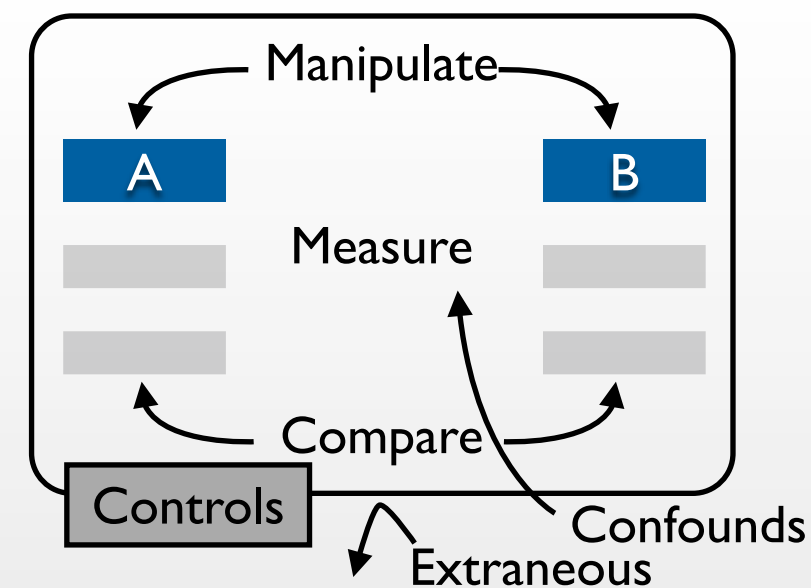 Manipulate
A
B
Measure
Compare
Controls
Confounds
Extraneous